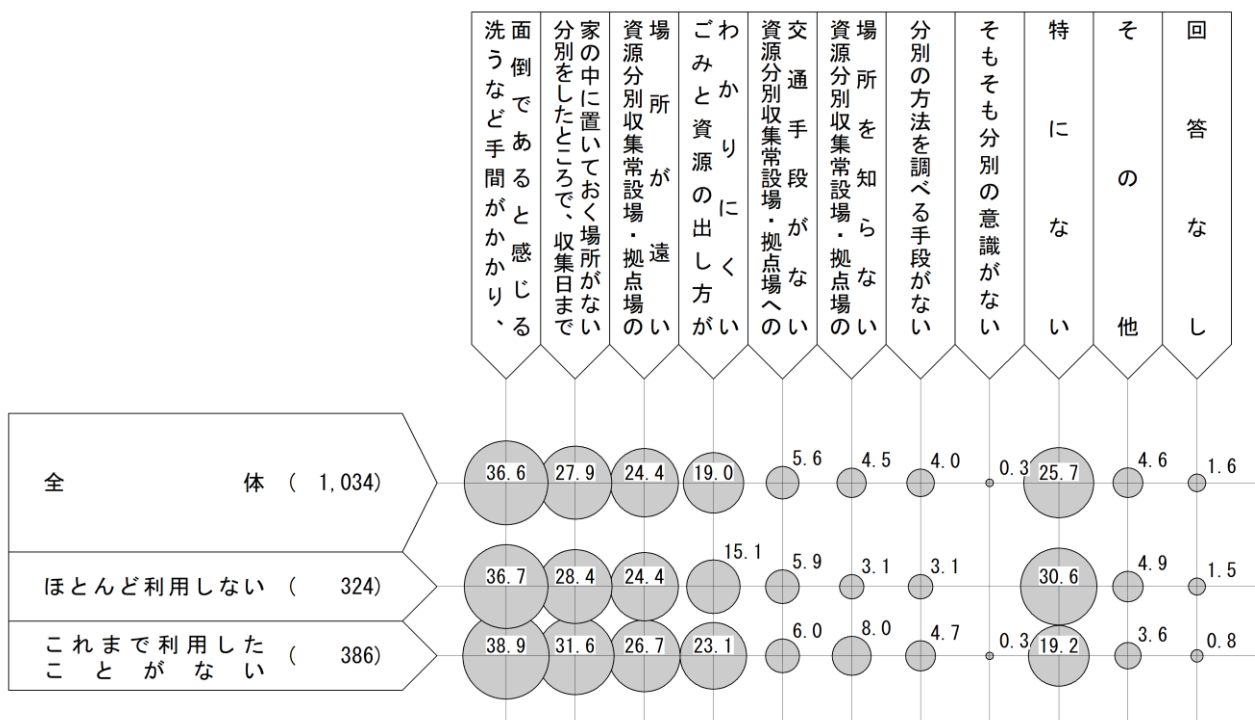 面倒であると感じる
洗うなど手間がかかり、
家の中に置いておく場所がない
分別をしたところで、収集日まで
場所が遠い
資源分別収集常設場・拠点場の
わかりにくい
ごみと資源の出し方が
交通手段がない
資源分別収集常設場・拠点場への
場所を知らない
資源分別収集常設場・拠点場の
分別の方法を調べる手段がない
そもそも分別の意識がない
特にない
その他
回答なし
全体 ( 1,034)
36.6 27.9 24.4 19.0 5.6 4.5 4.0 0.3 25.7 4.6 1.6
ほとんど利用しない ( 324)
36.7 28.4 24.4 15.1 5.9 3.1 3.1 30.6 4.9 1.5
これまで利用した
ことがない ( 386)
38.9 31.6 26.7 23.1 6.0 8.0 4.7 0.3 19.2 3.6 0.8